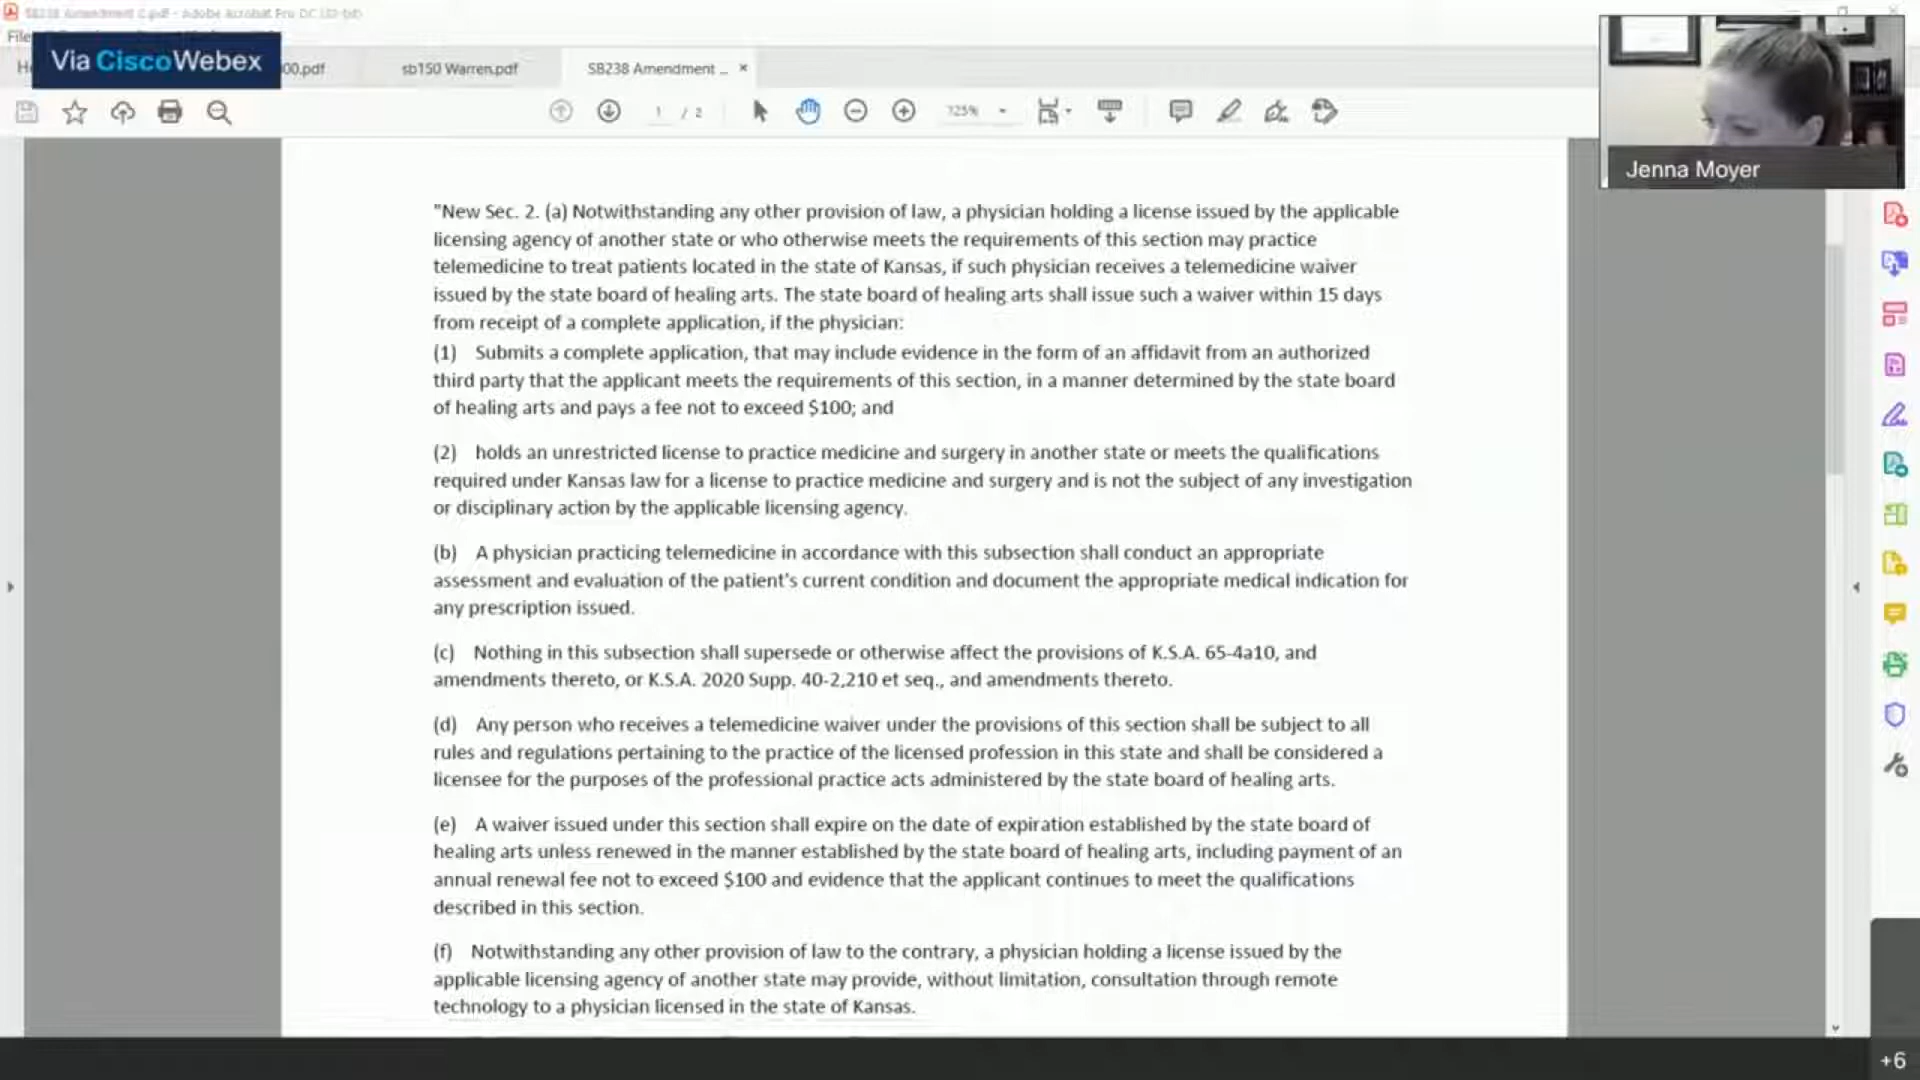 SB238 Amendment C.pdf - Adobe Acrobat Pro DC (32-bit)
File
Via CiscoWebex
00.pdf
sb150 Warren.pdf
SB238 Amendment ... ×
1 / 2
125%
Jenna Moyer
"New Sec. 2. (a) Notwithstanding any other provision of law, a physician holding a license issued by the applicable
licensing agency of another state or who otherwise meets the requirements of this section may practice
telemedicine to treat patients located in the state of Kansas, if such physician receives a telemedicine waiver
issued by the state board of healing arts. The state board of healing arts shall issue such a waiver within 15 days
from receipt of a complete application, if the physician:
(1) Submits a complete application, that may include evidence in the form of an affidavit from an authorized
third party that the applicant meets the requirements of this section, in a manner determined by the state board
of healing arts and pays a fee not to exceed $100; and
(2) holds an unrestricted license to practice medicine and surgery in another state or meets the qualifications
required under Kansas law for a license to practice medicine and surgery and is not the subject of any investigation
or disciplinary action by the applicable licensing agency.
(b) A physician practicing telemedicine in accordance with this subsection shall conduct an appropriate
assessment and evaluation of the patient's current condition and document the appropriate medical indication for
any prescription issued.
(c) Nothing in this subsection shall supersede or otherwise affect the provisions of K.S.A. 65-4a10, and
amendments thereto, or K.S.A. 2020 Supp. 40-2,210 et seq., and amendments thereto.
(d) Any person who receives a telemedicine waiver under the provisions of this section shall be subject to all
rules and regulations pertaining to the practice of the licensed profession in this state and shall be considered a
licensee for the purposes of the professional practice acts administered by the state board of healing arts.
(e) A waiver issued under this section shall expire on the date of expiration established by the state board of
healing arts unless renewed in the manner established by the state board of healing arts, including payment of an
annual renewal fee not to exceed $100 and evidence that the applicant continues to meet the qualifications
described in this section.
(f) Notwithstanding any other provision of law to the contrary, a physician holding a license issued by the
applicable licensing agency of another state may provide, without limitation, consultation through remote
technology to a physician licensed in the state of Kansas.
+6